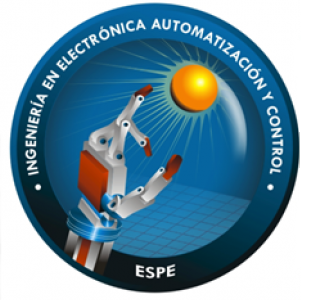 • INGENIERÍA EN ELECTRÓNICA AUTOMATIZACIÓN Y CONTROL •
ESPE